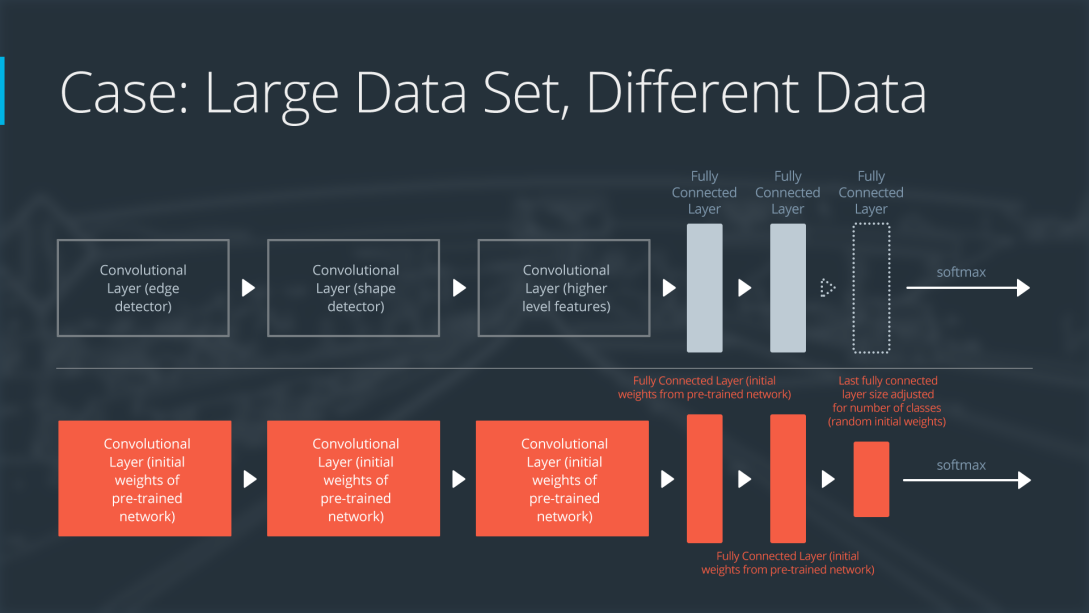 Case: Large Data Set, Different Data
Fully
Connected
Layer
Fully
Connected
Layer
Fully
Connected
Layer
Convolutional
Layer (edge
detector)
Convolutional
Layer (shape
detector)
Convolutional
Layer (higher
level features)
softmax
Fully Connected Layer (initial
weights from pre-trained network)
Last fully connected
layer size adjusted
for number of classes
(random initial weights)
Convolutional
Layer (initial
weights of
pre-trained
network)
Convolutional
Layer (initial
weights of
pre-trained
network)
Convolutional
Layer (initial
weights of
pre-trained
network)
softmax
Fully Connected Layer (initial
weights from pre-trained network)